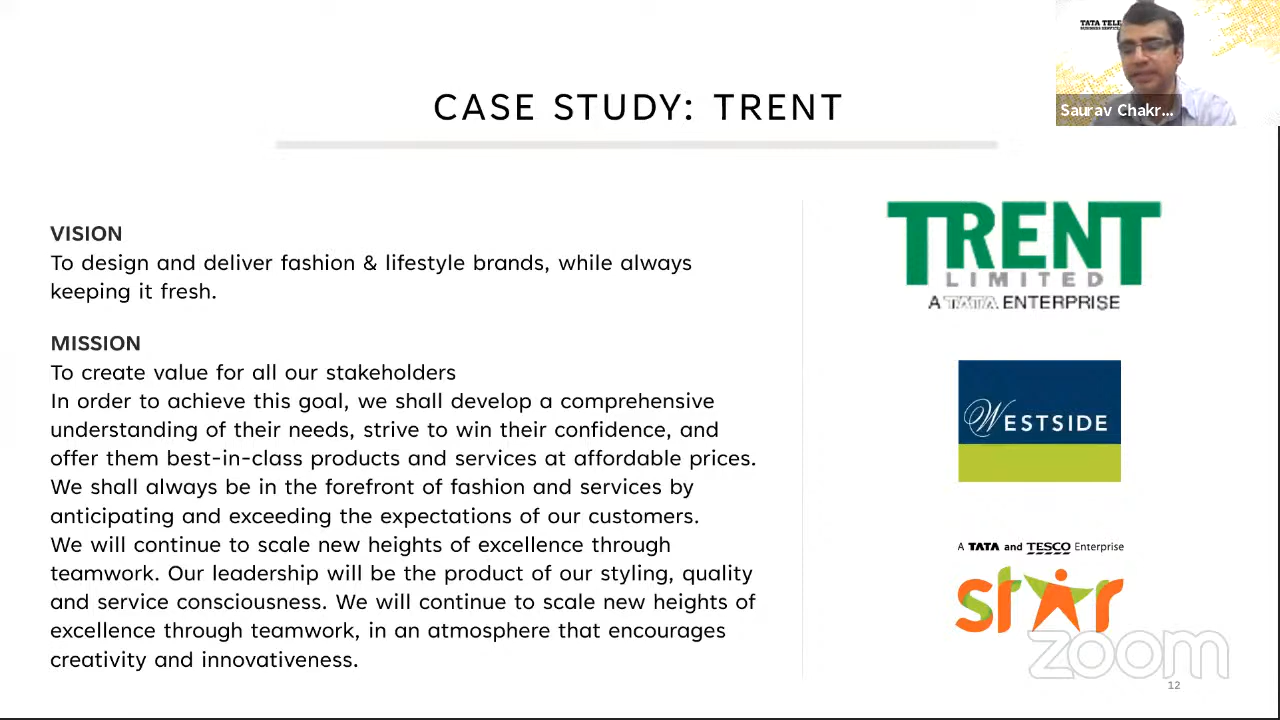 TATA TELE
BUSINESS SERVICES
Saurav Chakr...
CASE STUDY: TRENT
VISION
To design and deliver fashion & lifestyle brands, while always
keeping it fresh.
MISSION
To create value for all our stakeholders
In order to achieve this goal, we shall develop a comprehensive
understanding of their needs, strive to win their confidence, and
offer them best-in-class products and services at affordable prices.
We shall always be in the forefront of fashion and services by
anticipating and exceeding the expectations of our customers.
We will continue to scale new heights of excellence through
teamwork. Our leadership will be the product of our styling, quality
and service consciousness. We will continue to scale new heights of
excellence through teamwork, in an atmosphere that encourages
creativity and innovativeness.
TRENT
LIMITED
A TATA ENTERPRISE
WESTSIDE
A TATA and TESCO Enterprise
star
zoom
12